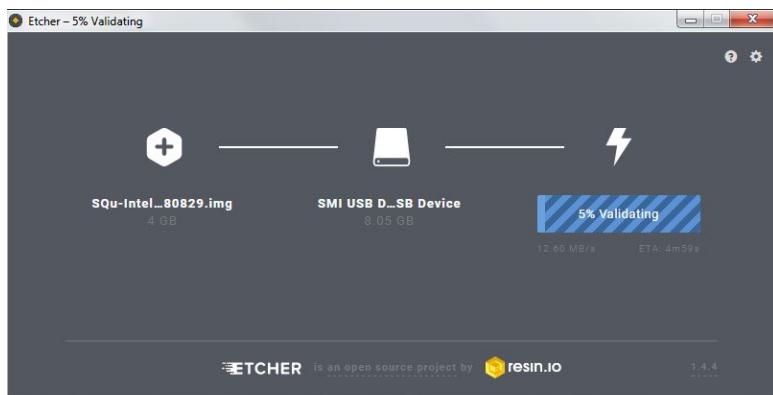 Etcher – 5% Validating
SQu-Intel...80829.img
4 GB
SMI USB D...SB Device
8.05 GB
5% Validating
12.60 MB/s
ETA: 4m59s
ETCHER is an open source project by resin.io
1.4.4